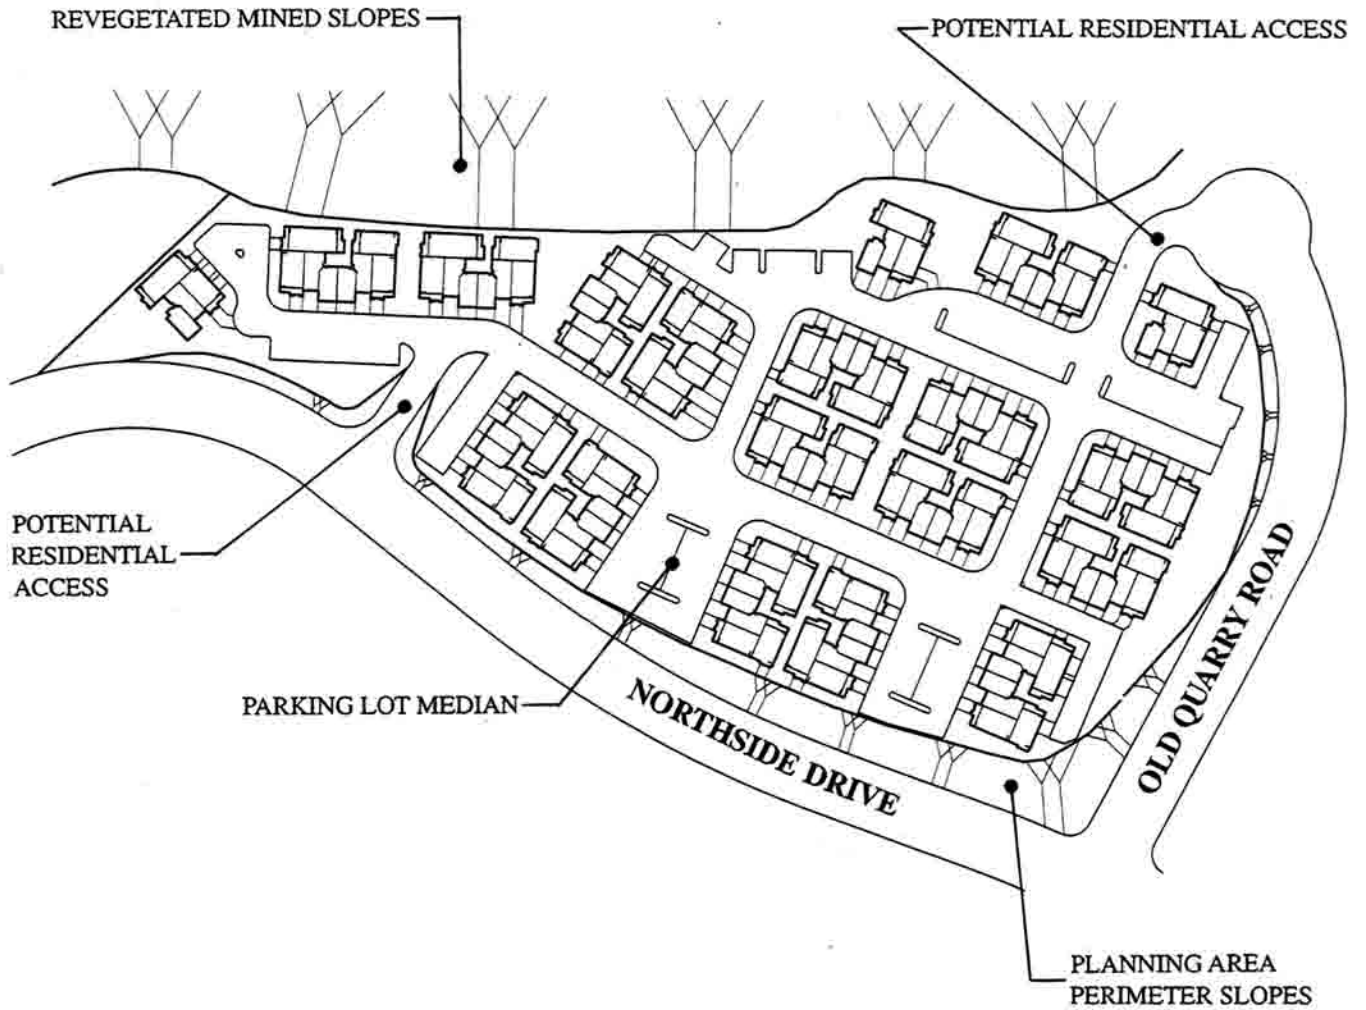 REVEGETATED MINED SLOPES
POTENTIAL RESIDENTIAL ACCESS
POTENTIAL
RESIDENTIAL
ACCESS
PARKING LOT MEDIAN
NORTHSIDE DRIVE
OLD QUARRY ROAD
PLANNING AREA
PERIMETER SLOPES